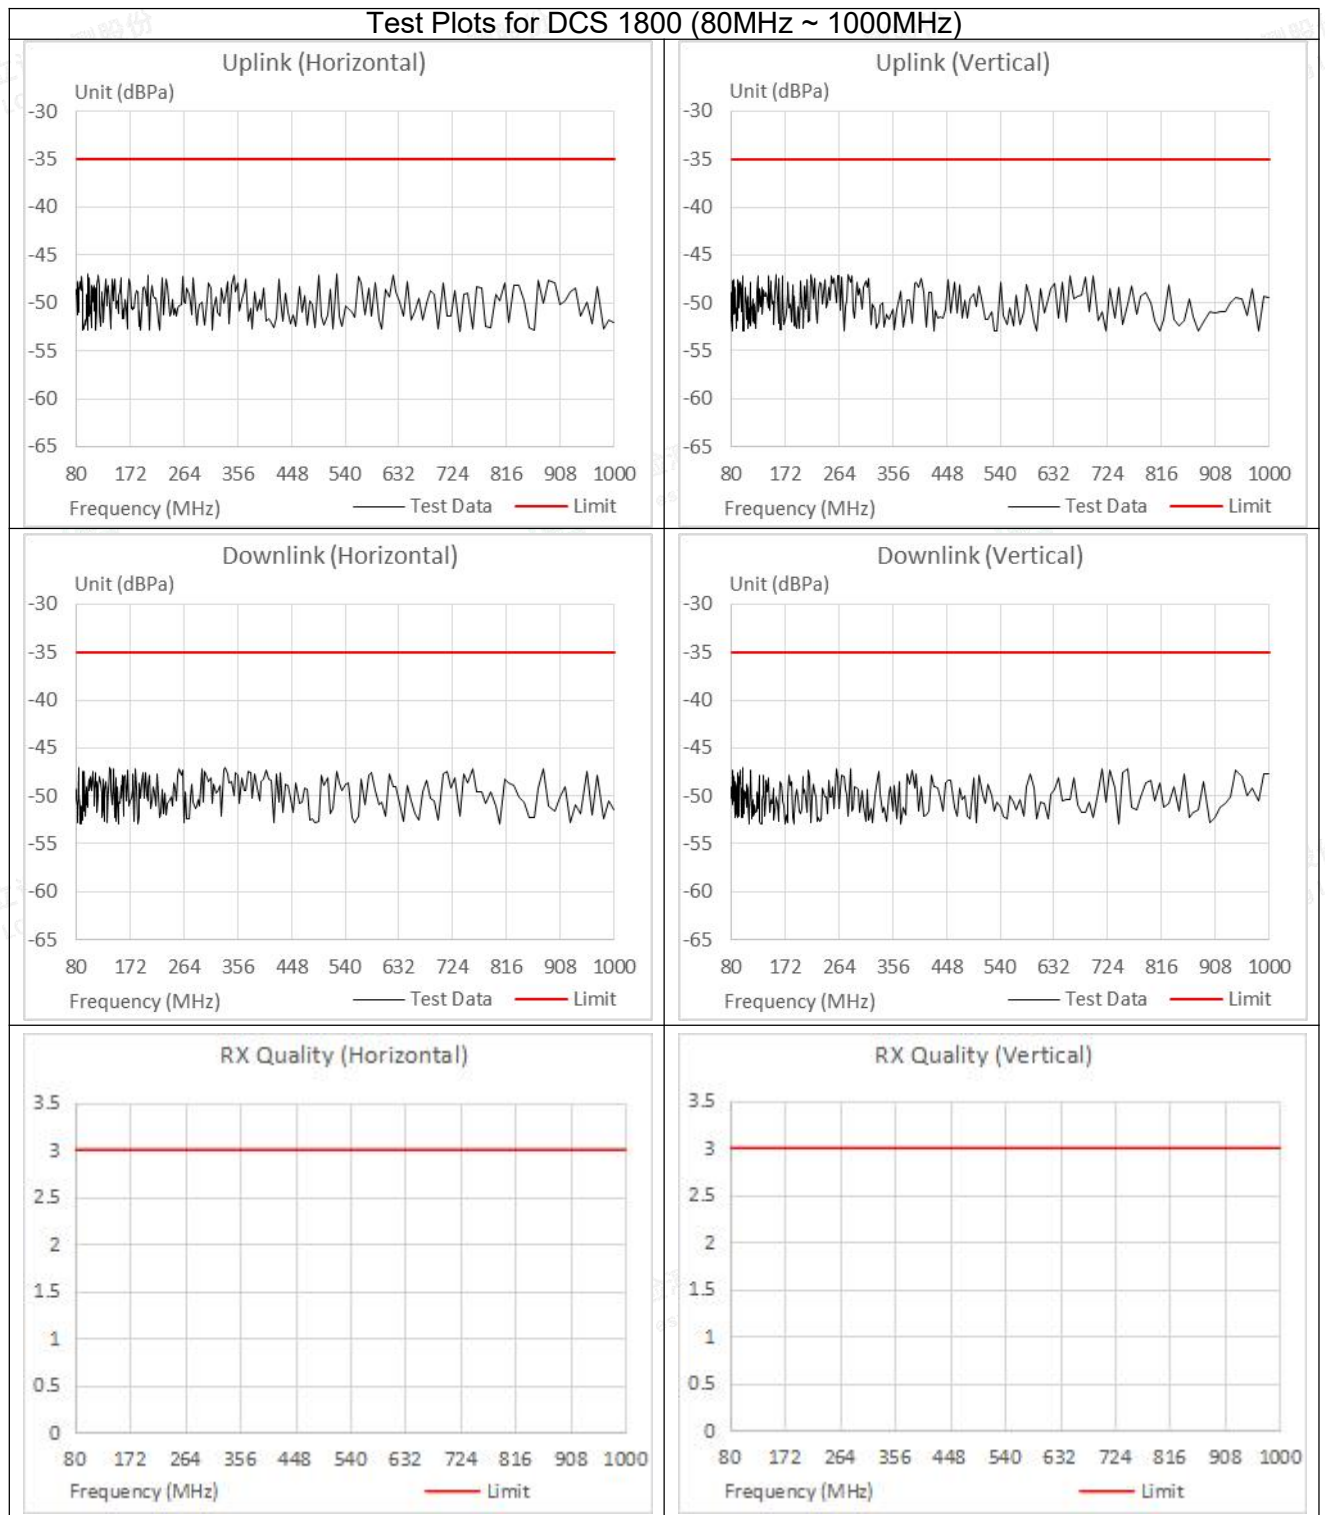 Test Plots for DCS 1800 (80MHz ~ 1000MHz)
Uplink (Horizontal)
Unit (dBPa)
-30
-35
-40
-45
-50
-55
-60
-65
80 172 264 356 448 540 632 724 816 908 1000
Frequency (MHz) Test Data Limit
Uplink (Vertical)
Unit (dBPa)
-30
-35
-40
-45
-50
-55
-60
-65
80 172 264 356 448 540 632 724 816 908 1000
Frequency (MHz) Test Data Limit
Downlink (Horizontal)
Unit (dBPa)
-30
-35
-40
-45
-50
-55
-60
-65
80 172 264 356 448 540 632 724 816 908 1000
Frequency (MHz) Test Data Limit
Downlink (Vertical)
Unit (dBPa)
-30
-35
-40
-45
-50
-55
-60
-65
80 172 264 356 448 540 632 724 816 908 1000
Frequency (MHz) Test Data Limit
RX Quality (Horizontal)
3.5
3
2.5
2
1.5
1
0.5
0
80 172 264 356 448 540 632 724 816 908 1000
Frequency (MHz) Limit
RX Quality (Vertical)
3.5
3
2.5
2
1.5
1
0.5
0
80 172 264 356 448 540 632 724 816 908 1000
Frequency (MHz) Limit